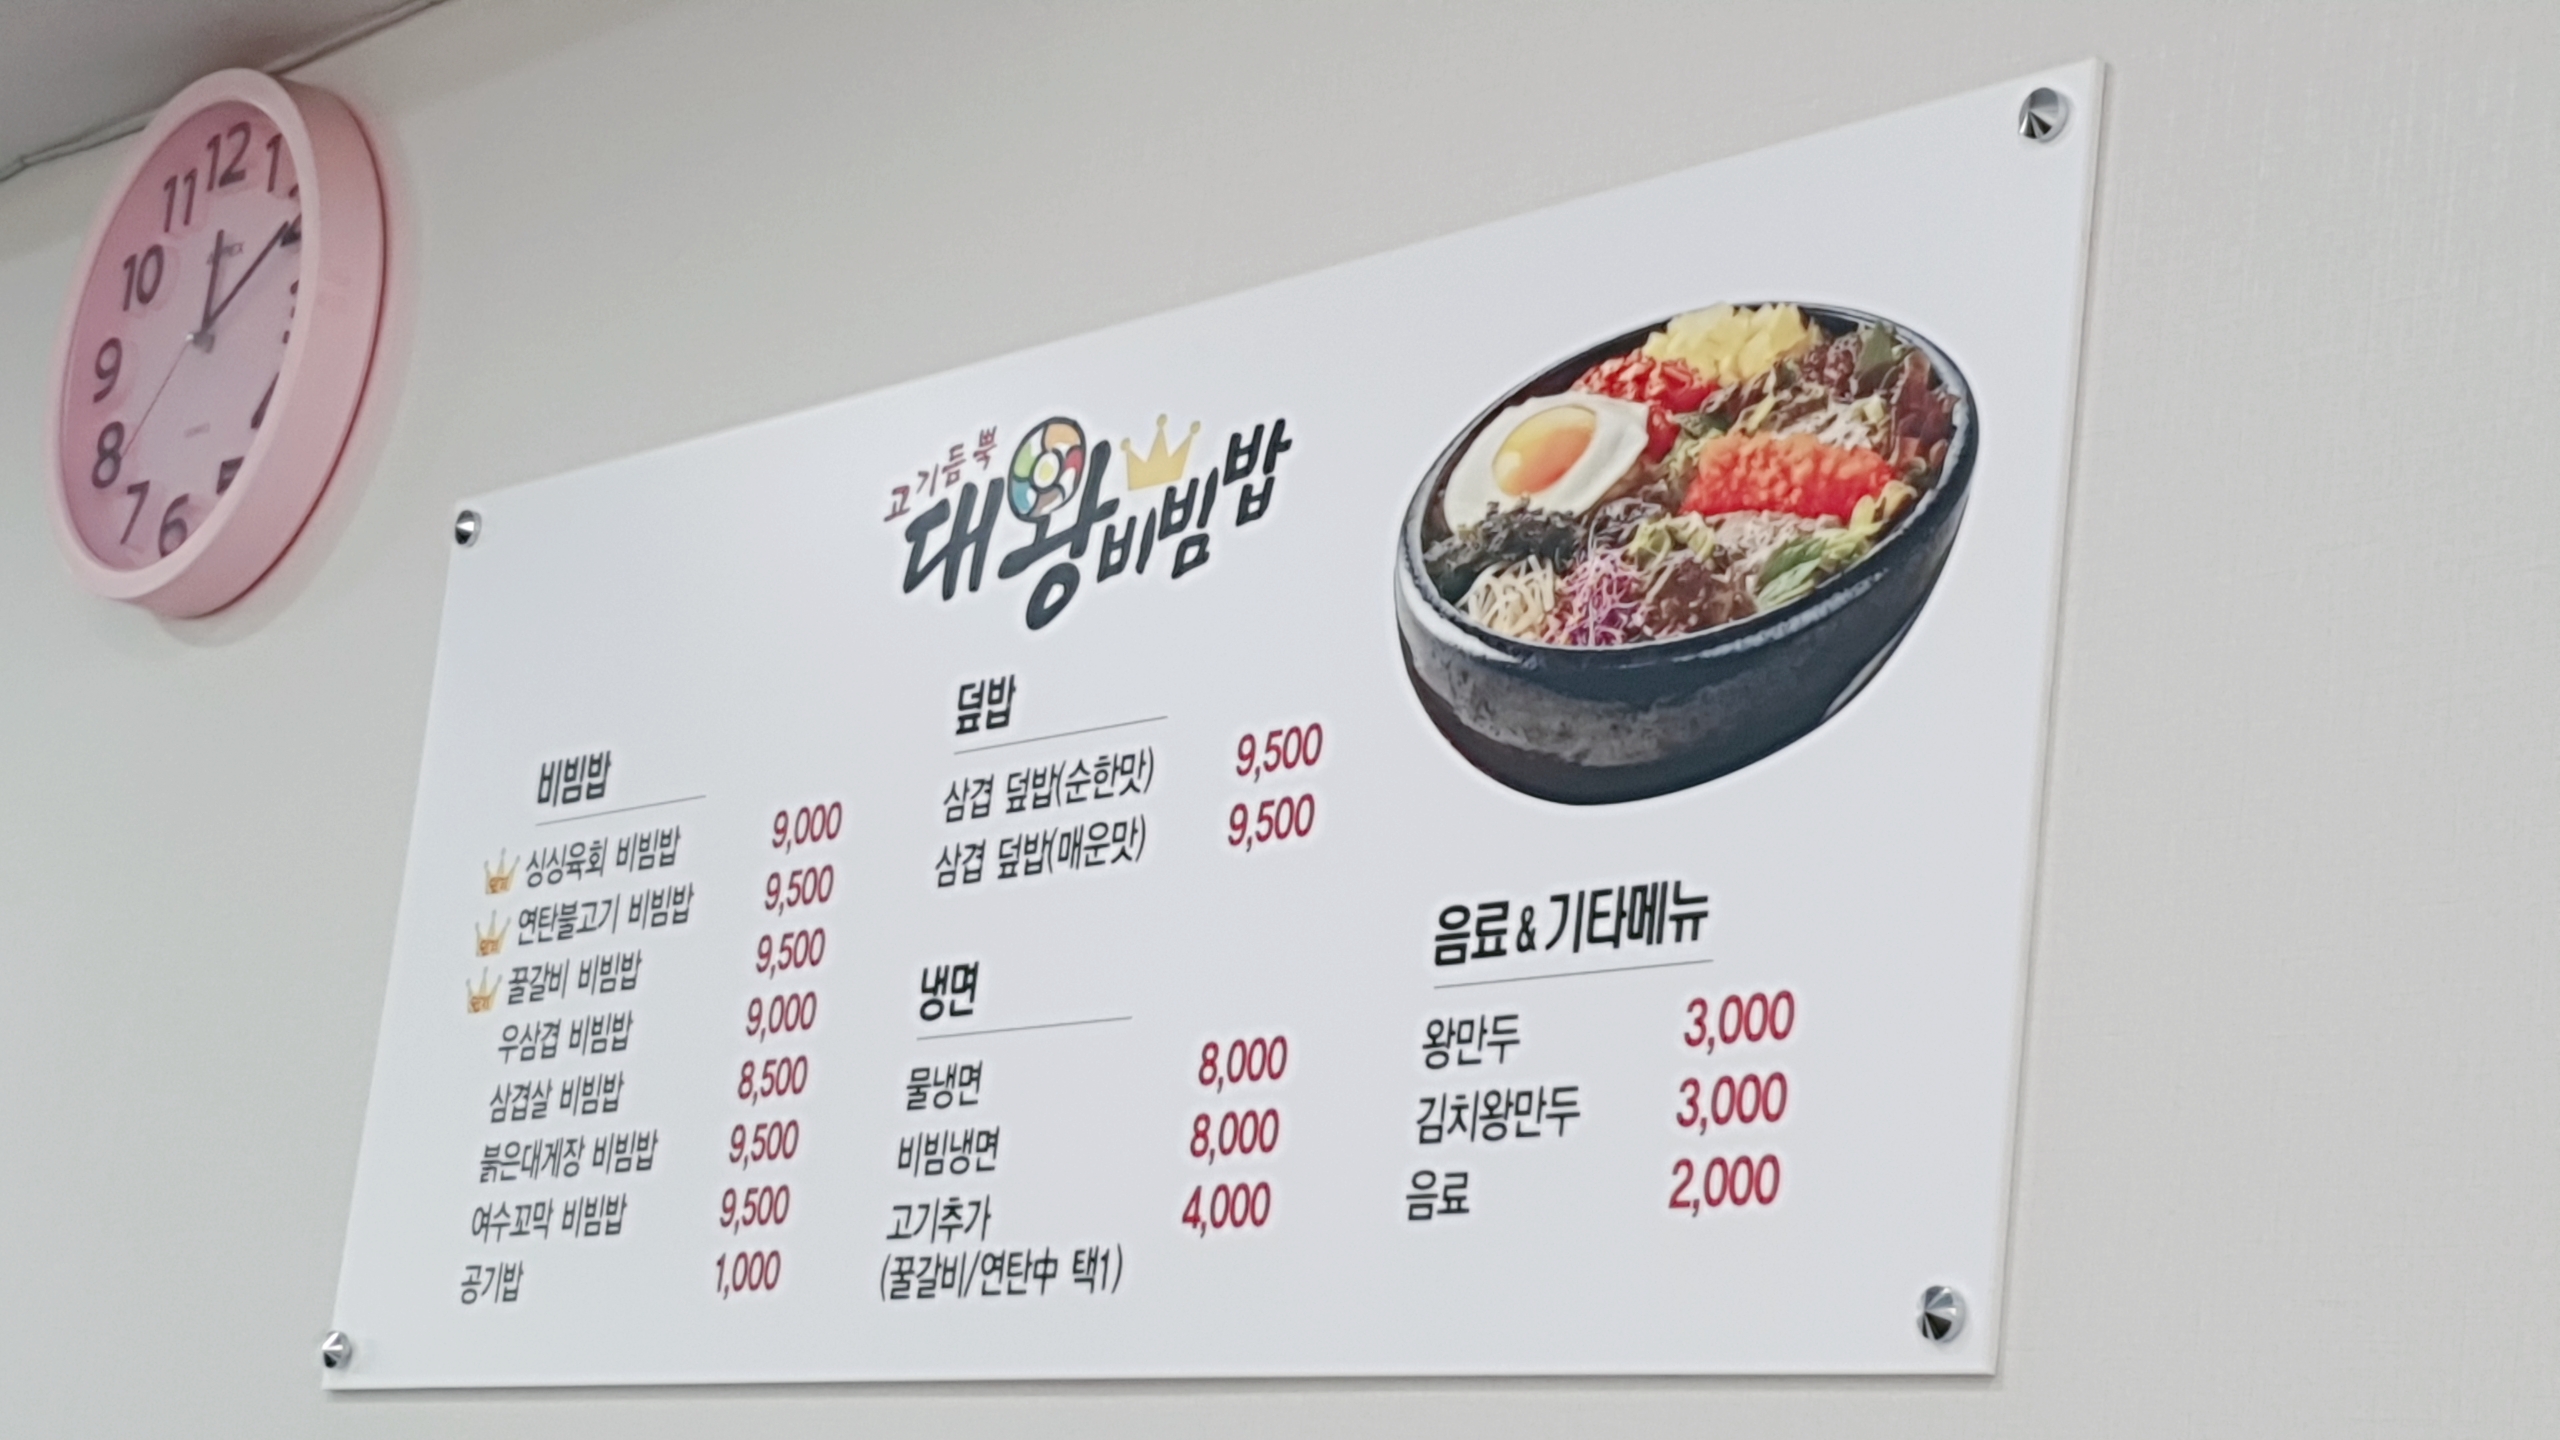 12
1
11
10
9
8
7
6
고기듬뿍
대왕비빔밥
비빔밥
싱싱육회 비빔밥 9,000
연탄불고기 비빔밥 9,500
꿀갈비 비빔밥 9,500
우삼겹 비빔밥 9,000
삼겹살 비빔밥 8,500
붉은대게장 비빔밥 9,500
여수꼬막 비빔밥 9,500
공기밥 1,000
덮밥
삼겹 덮밥(순한맛) 9,500
삼겹 덮밥(매운맛) 9,500
냉면
물냉면 8,000
비빔냉면 8,000
고기추가 4,000
(꿀갈비/연탄中 택1)
음료&기타메뉴
왕만두 3,000
김치왕만두 3,000
음료 2,000